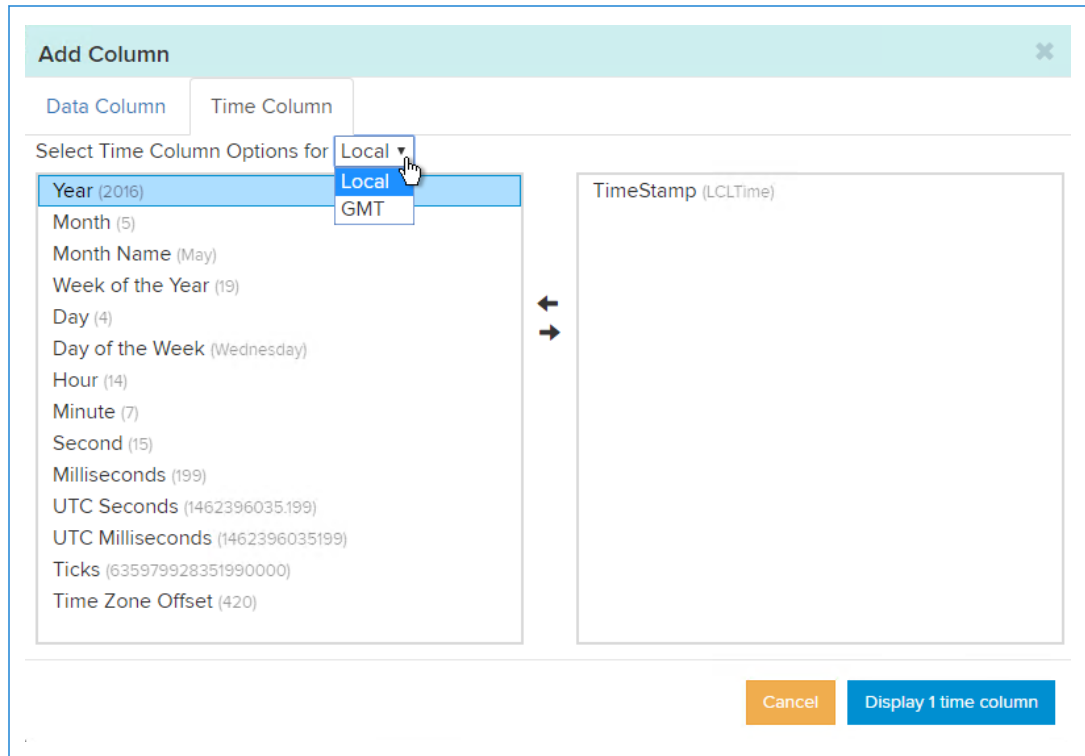 Add Column
Data Column
Time Column
Select Time Column Options for Local
Local
GMT
Year (2016)
Month (5)
Month Name (May)
Week of the Year (19)
Day (4)
Day of the Week (Wednesday)
Hour (14)
Minute (7)
Second (15)
Milliseconds (199)
UTC Seconds (1462396035.199)
UTC Milliseconds (1462396035199)
Ticks (635979928351990000)
Time Zone Offset (420)
TimeStamp (LCLTime)
Cancel
Display 1 time column